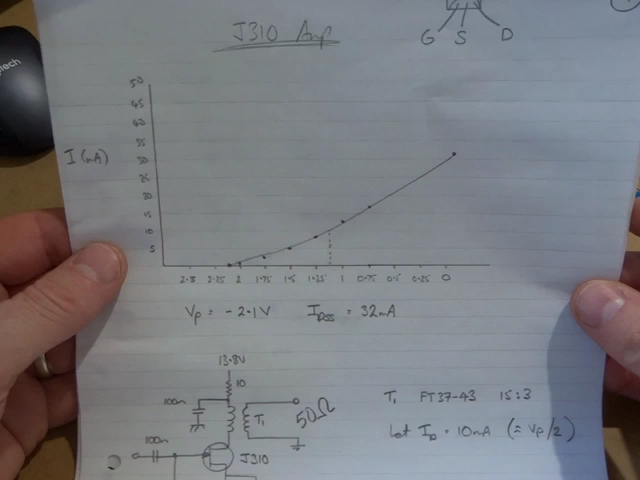 J310 Amp
G S D
50
45
40
35
30
25
20
15
10
5
I (mA)
2.5 2.25 2 1.75 1.5 1.25 1 0.75 0.5 0.25 0
Vp = -2.1V IDSS = 32mA
13.8V
10
100n
T1
50Ω
100n
J310
T1 FT37-43 15:3
Let ID = 10mA (≈ Vp/2)